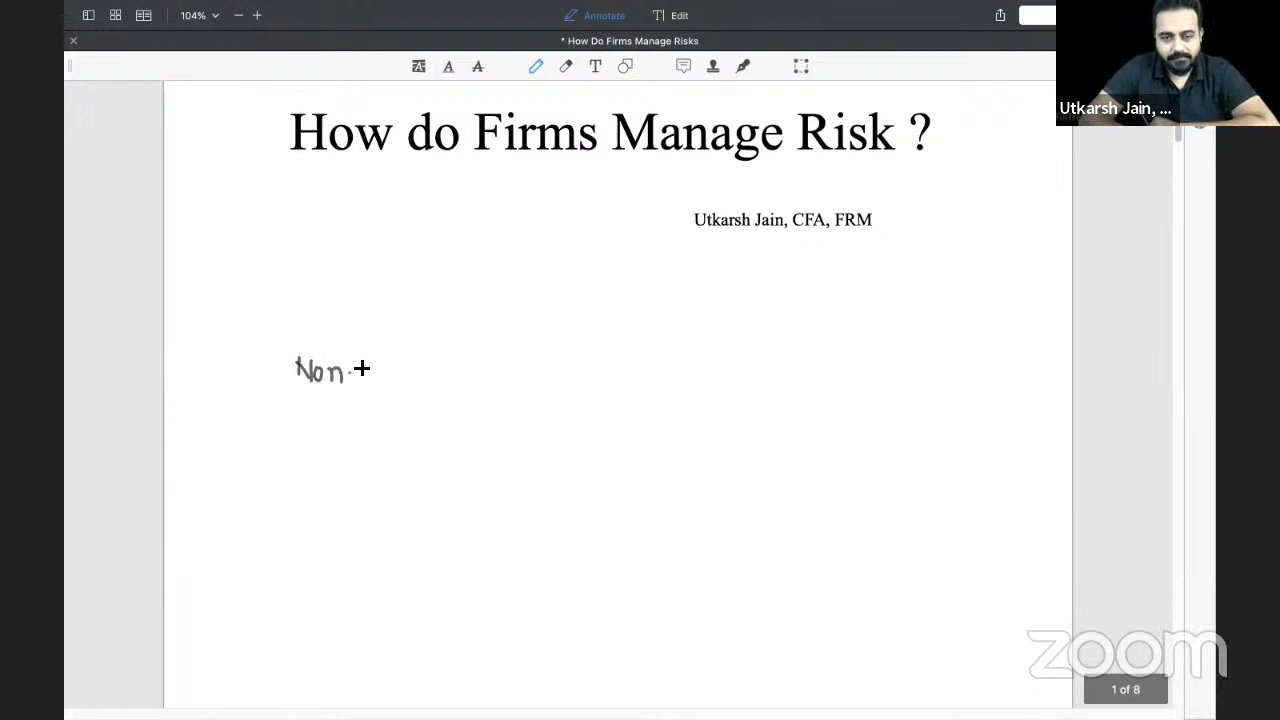 104%
Annotate
Edit
* How Do Firms Manage Risks
T
Utkarsh Jain, ...
How do Firms Manage Risk ?
Utkarsh Jain, CFA, FRM
Non
zoom
1 of 8